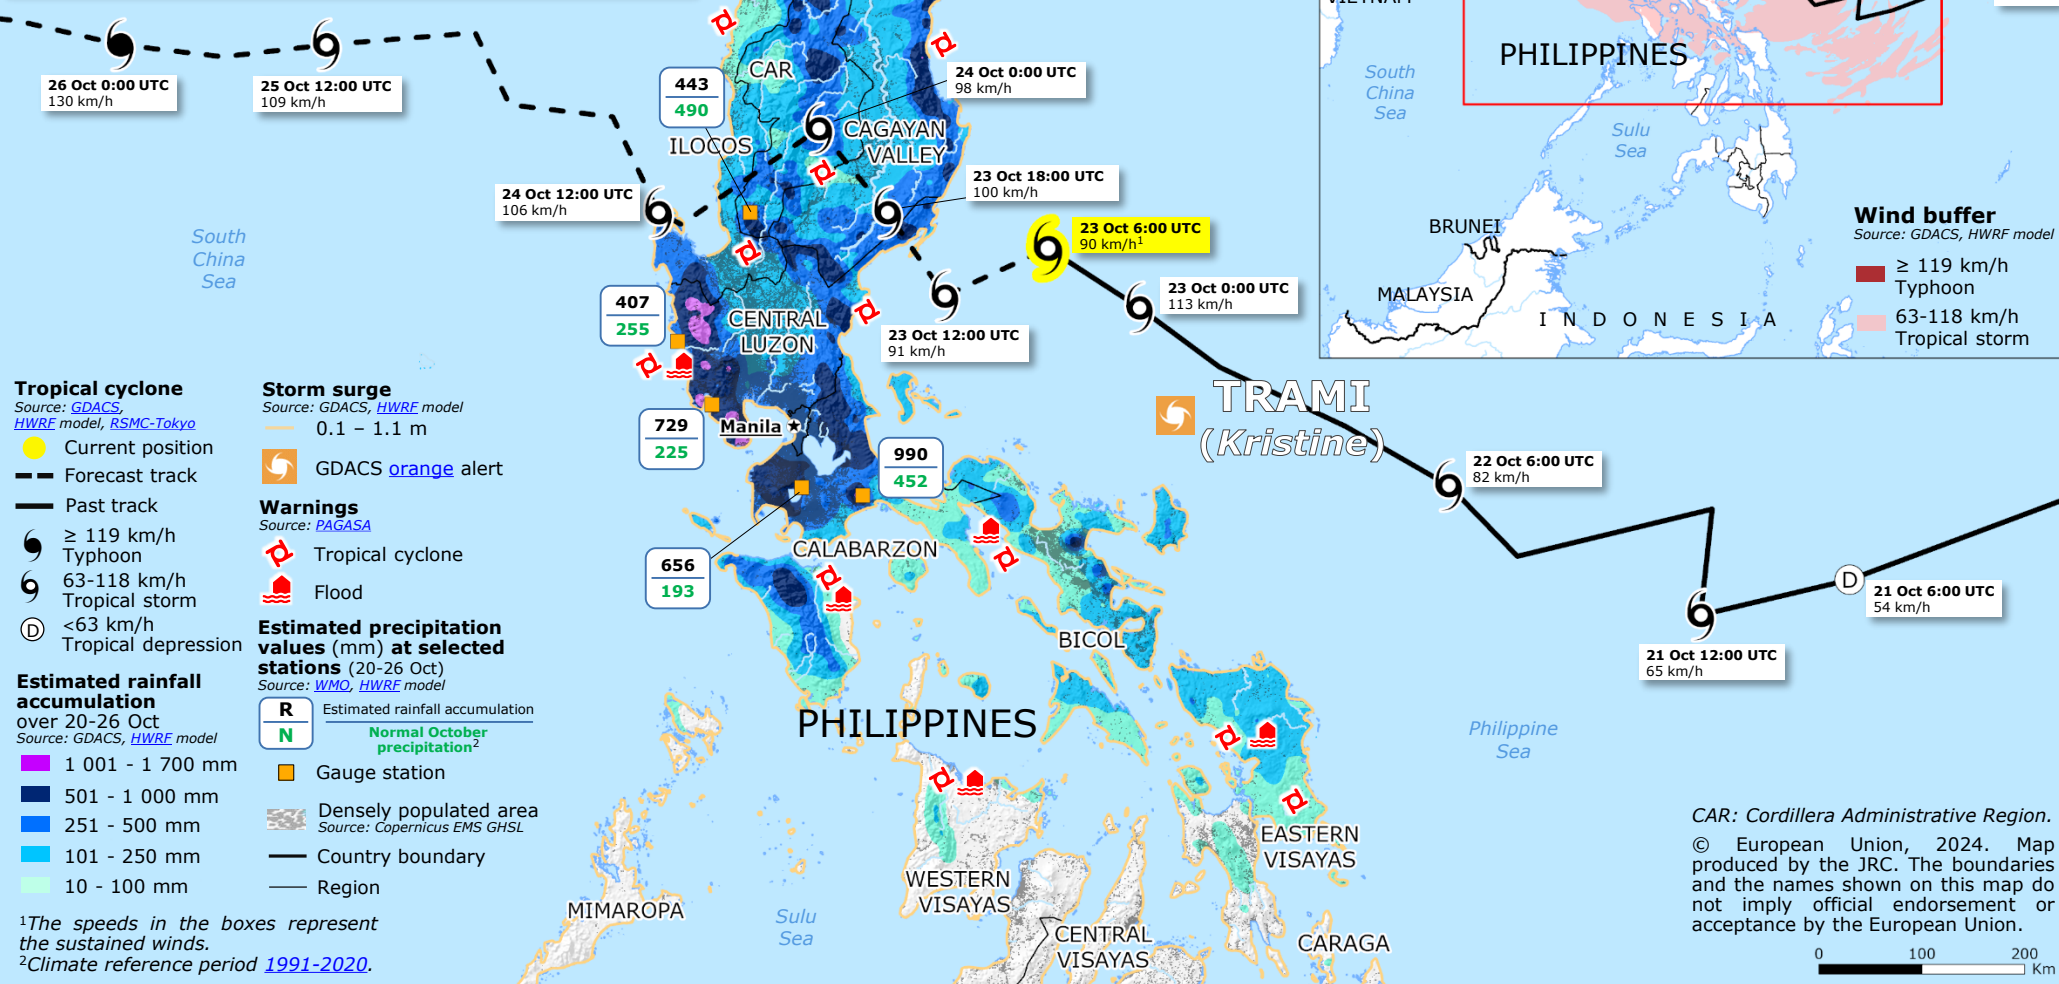 26 Oct 0:00 UTC
130 km/h
25 Oct 12:00 UTC
109 km/h
24 Oct 12:00 UTC
106 km/h
24 Oct 0:00 UTC
98 km/h
23 Oct 18:00 UTC
100 km/h
23 Oct 6:00 UTC
90 km/h¹
23 Oct 0:00 UTC
113 km/h
23 Oct 12:00 UTC
91 km/h
22 Oct 6:00 UTC
82 km/h
21 Oct 6:00 UTC
54 km/h
21 Oct 12:00 UTC
65 km/h
D
TRAMI
(Kristine)
443
490
407
255
729
225
990
452
656
193
CAR
ILOCOS
CAGAYAN
VALLEY
CENTRAL
LUZON
Manila
CALABARZON
BICOL
PHILIPPINES
MIMAROPA
WESTERN
VISAYAS
CENTRAL
VISAYAS
EASTERN
VISAYAS
CARAGA
South
China
Sea
Sulu
Sea
Philippine
Sea
VIETNAM
PHILIPPINES
South
China
Sea
Sulu
Sea
BRUNEI
MALAYSIA
INDONESIA
Wind buffer
Source: GDACS, HWRF model
≥ 119 km/h
Typhoon
63-118 km/h
Tropical storm
Tropical cyclone
Source: GDACS,
HWRF model, RSMC-Tokyo
Current position
Forecast track
Past track
≥ 119 km/h
Typhoon
63-118 km/h
Tropical storm
D
<63 km/h
Tropical depression
Estimated rainfall
accumulation
over 20-26 Oct
Source: GDACS, HWRF model
1 001 - 1 700 mm
501 - 1 000 mm
251 - 500 mm
101 - 250 mm
10 - 100 mm
Storm surge
Source: GDACS, HWRF model
0.1 – 1.1 m
GDACS orange alert
Warnings
Source: PAGASA
Tropical cyclone
Flood
Estimated precipitation
values (mm) at selected
stations (20-26 Oct)
Source: WMO, HWRF model
R
N
Estimated rainfall accumulation
Normal October
precipitation²
Gauge station
Densely populated area
Source: Copernicus EMS GHSL
Country boundary
Region
¹The speeds in the boxes represent
the sustained winds.
²Climate reference period 1991-2020.
CAR: Cordillera Administrative Region.
© European Union, 2024. Map
produced by the JRC. The boundaries
and the names shown on this map do
not imply official endorsement or
acceptance by the European Union.
0 100 200
Km